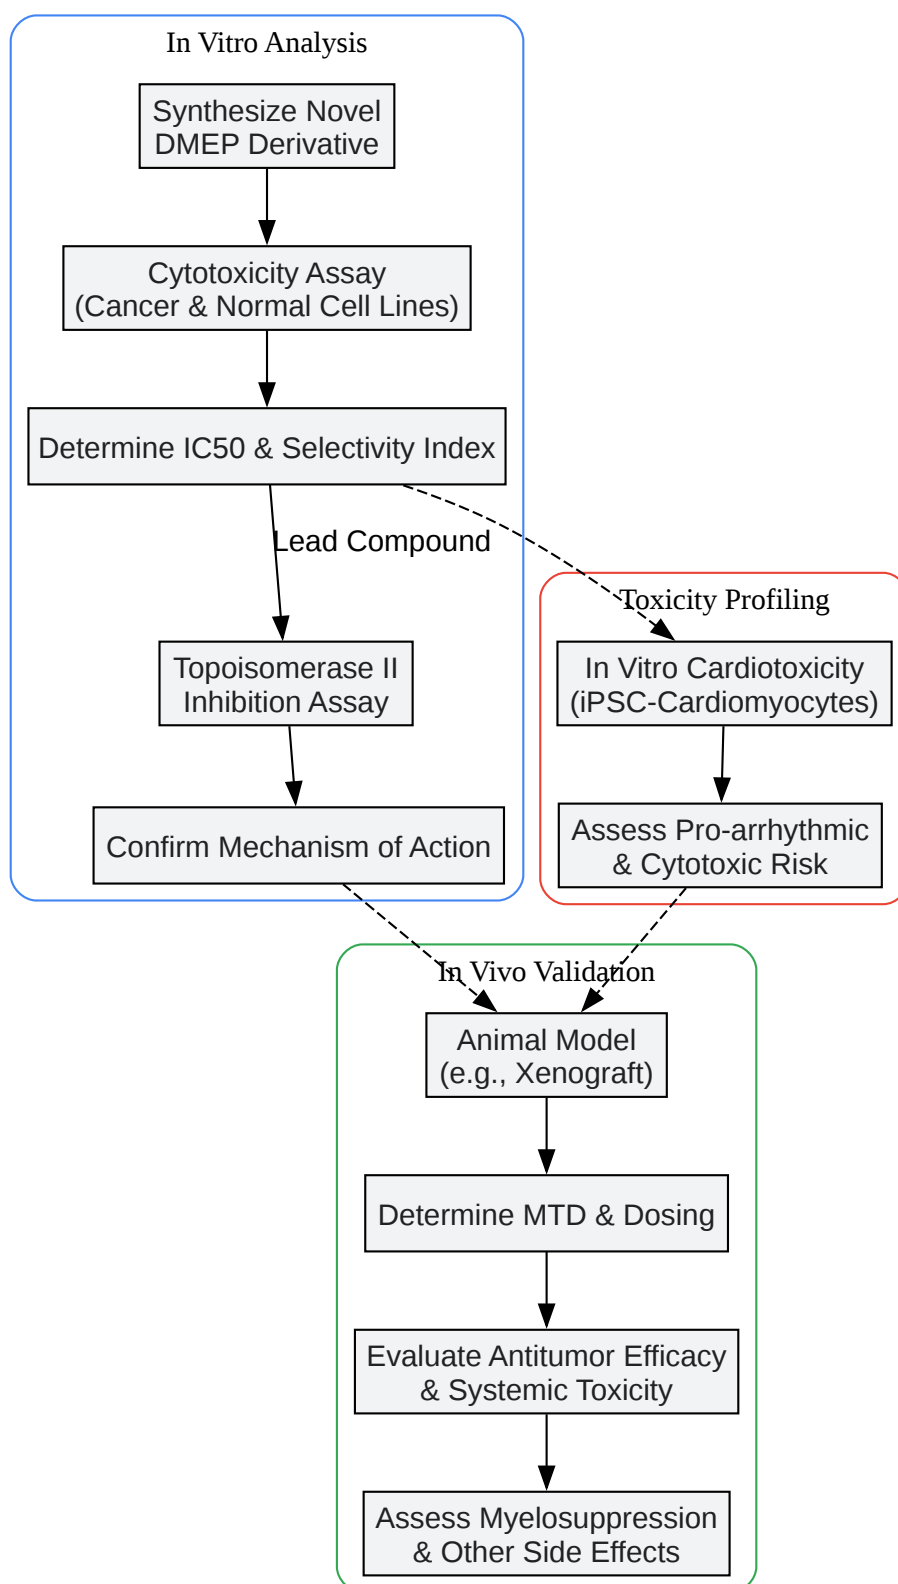 In Vitro Analysis
Synthesize Novel
DMEP Derivative
Cytotoxicity Assay
(Cancer & Normal Cell Lines)
Determine IC50 & Selectivity Index
Lead Compound
Topoisomerase II
Inhibition Assay
Confirm Mechanism of Action
Toxicity Profiling
In Vitro Cardiotoxicity
(iPSC-Cardiomyocytes)
Assess Pro-arrhythmic
& Cytotoxic Risk
In Vivo Validation
Animal Model
(e.g., Xenograft)
Determine MTD & Dosing
Evaluate Antitumor Efficacy
& Systemic Toxicity
Assess Myelosuppression
& Other Side Effects